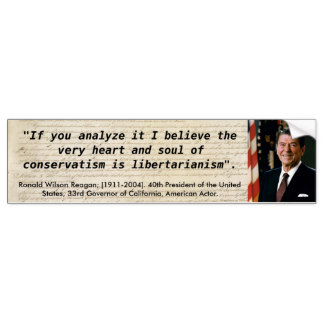 "If you analyze it I believe the
very heart and soul of
conservatism is libertarianism".
Ronald Wilson Reagan; [1911-2004]. 40th President of the United
States, 33rd Governor of California, American Actor.